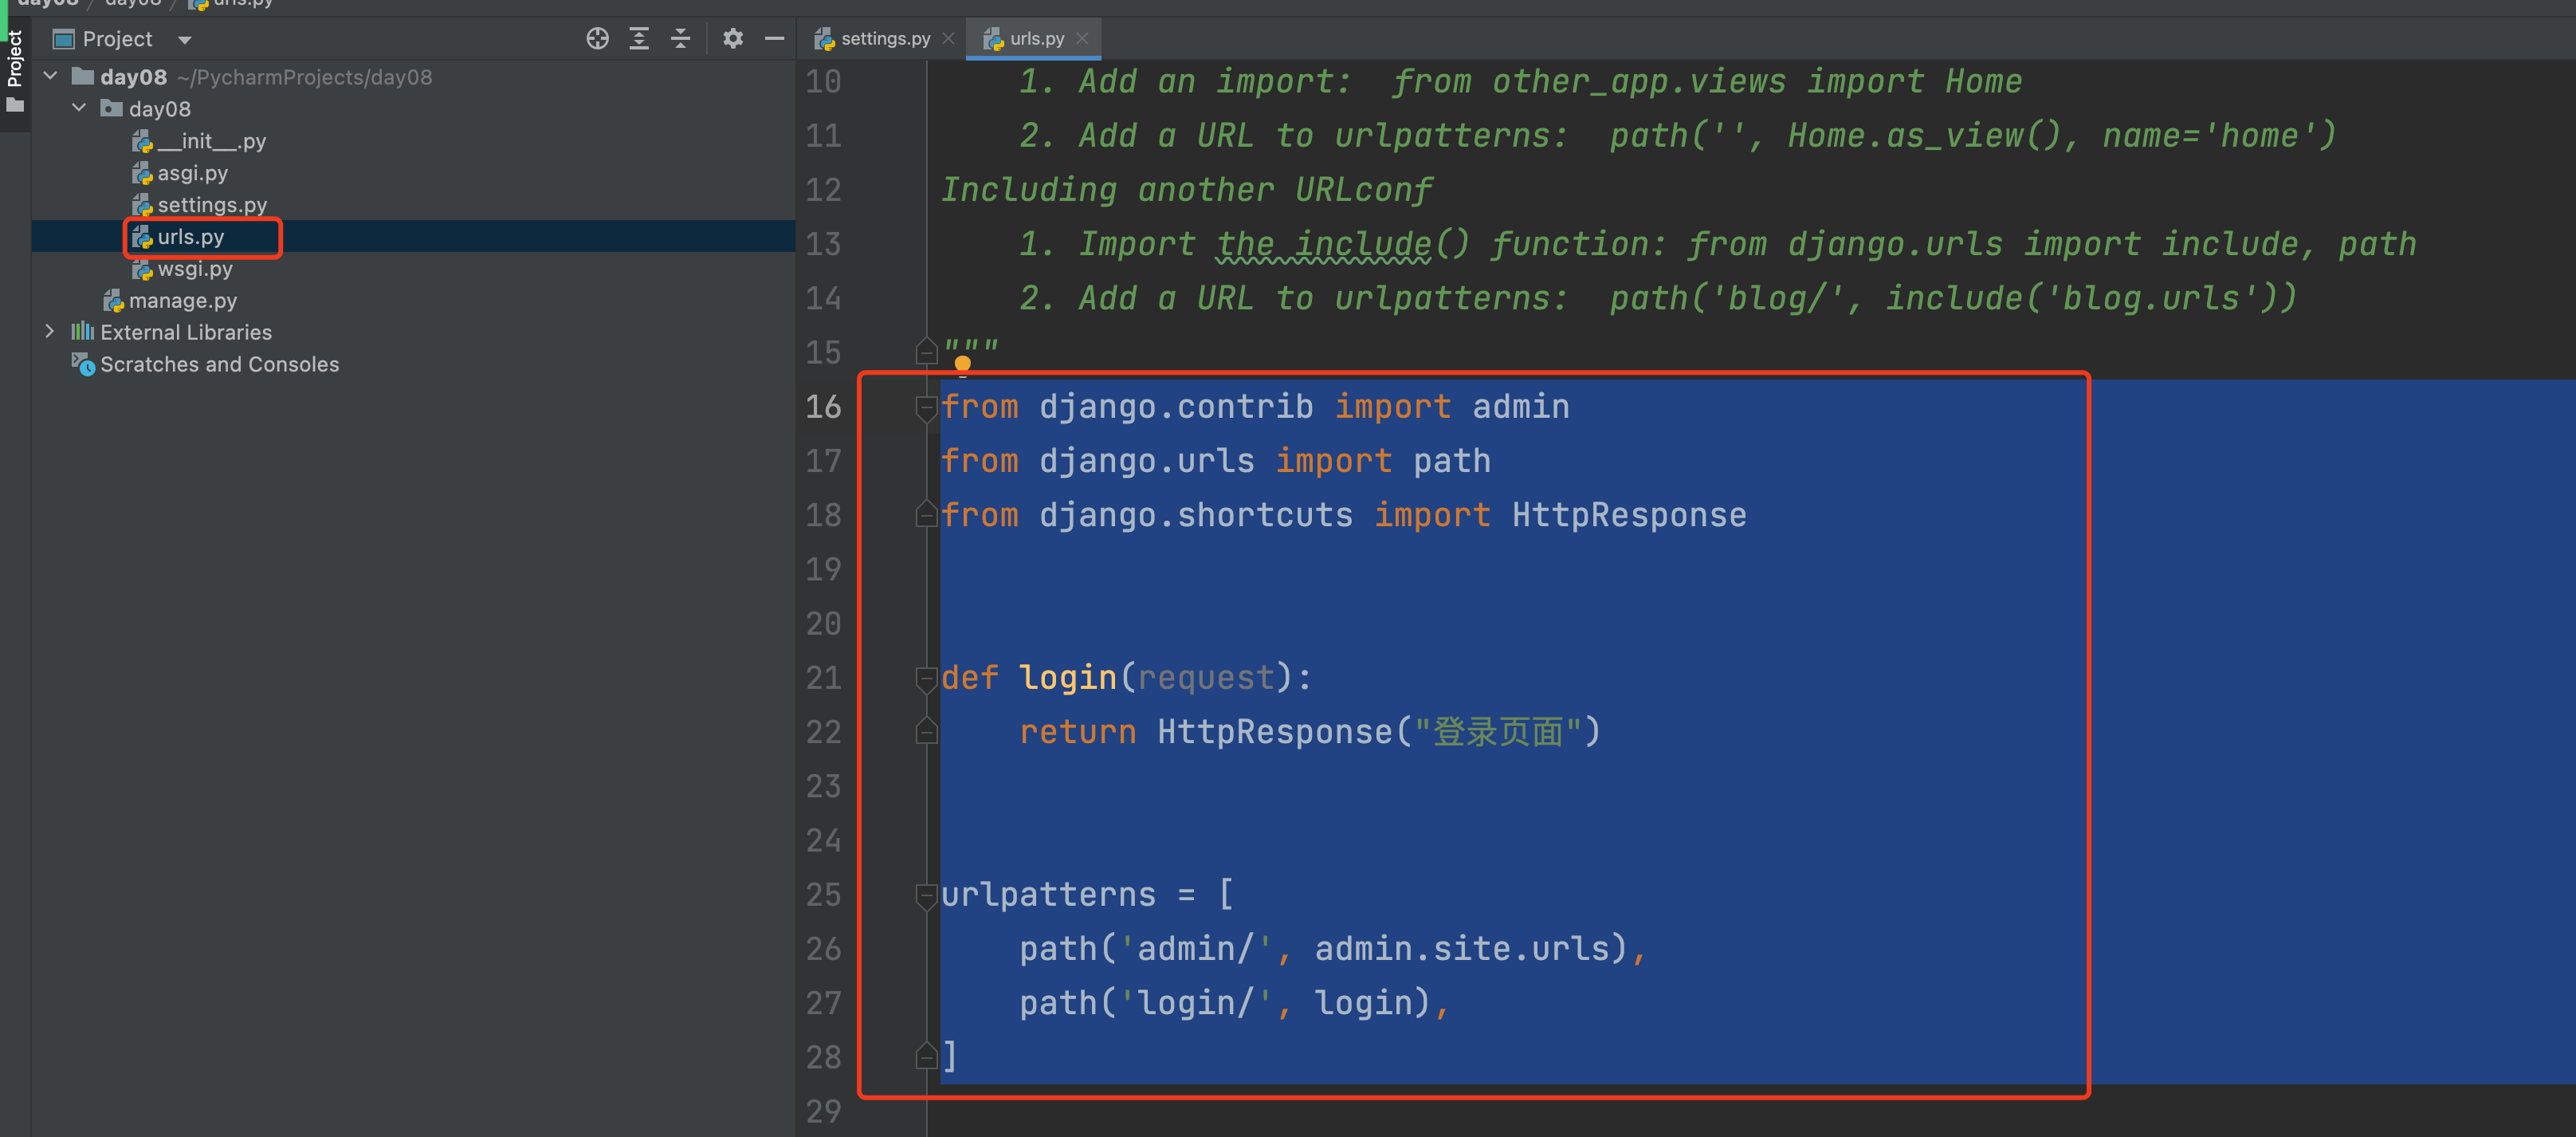 day08 / day08 / urls.py
Project
Project
settings.py
urls.py
day08 ~/PycharmProjects/day08
day08
__init__.py
asgi.py
settings.py
urls.py
wsgi.py
manage.py
External Libraries
Scratches and Consoles
10 1. Add an import:  from other_app.views import Home
11 2. Add a URL to urlpatterns:  path('', Home.as_view(), name='home')
12 Including another URLconf
13 1. Import the include() function: from django.urls import include, path
14 2. Add a URL to urlpatterns:  path('blog/', include('blog.urls'))
15 """
16 from django.contrib import admin
17 from django.urls import path
18 from django.shortcuts import HttpResponse
19
20
21 def login(request):
22 return HttpResponse("登录页面")
23
24
25 urlpatterns = [
26 path('admin/', admin.site.urls),
27 path('login/', login),
28 ]
29